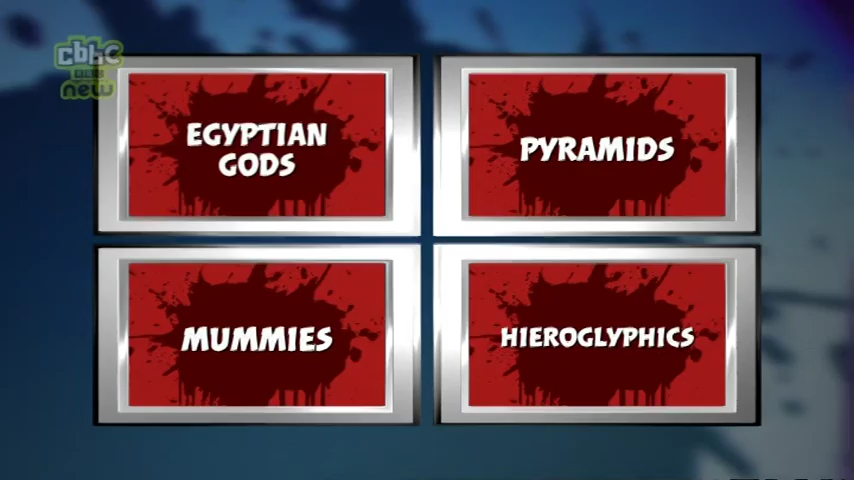 cbbc
new
EGYPTIAN
GODS
PYRAMIDS
MUMMIES
HIEROGLYPHICS